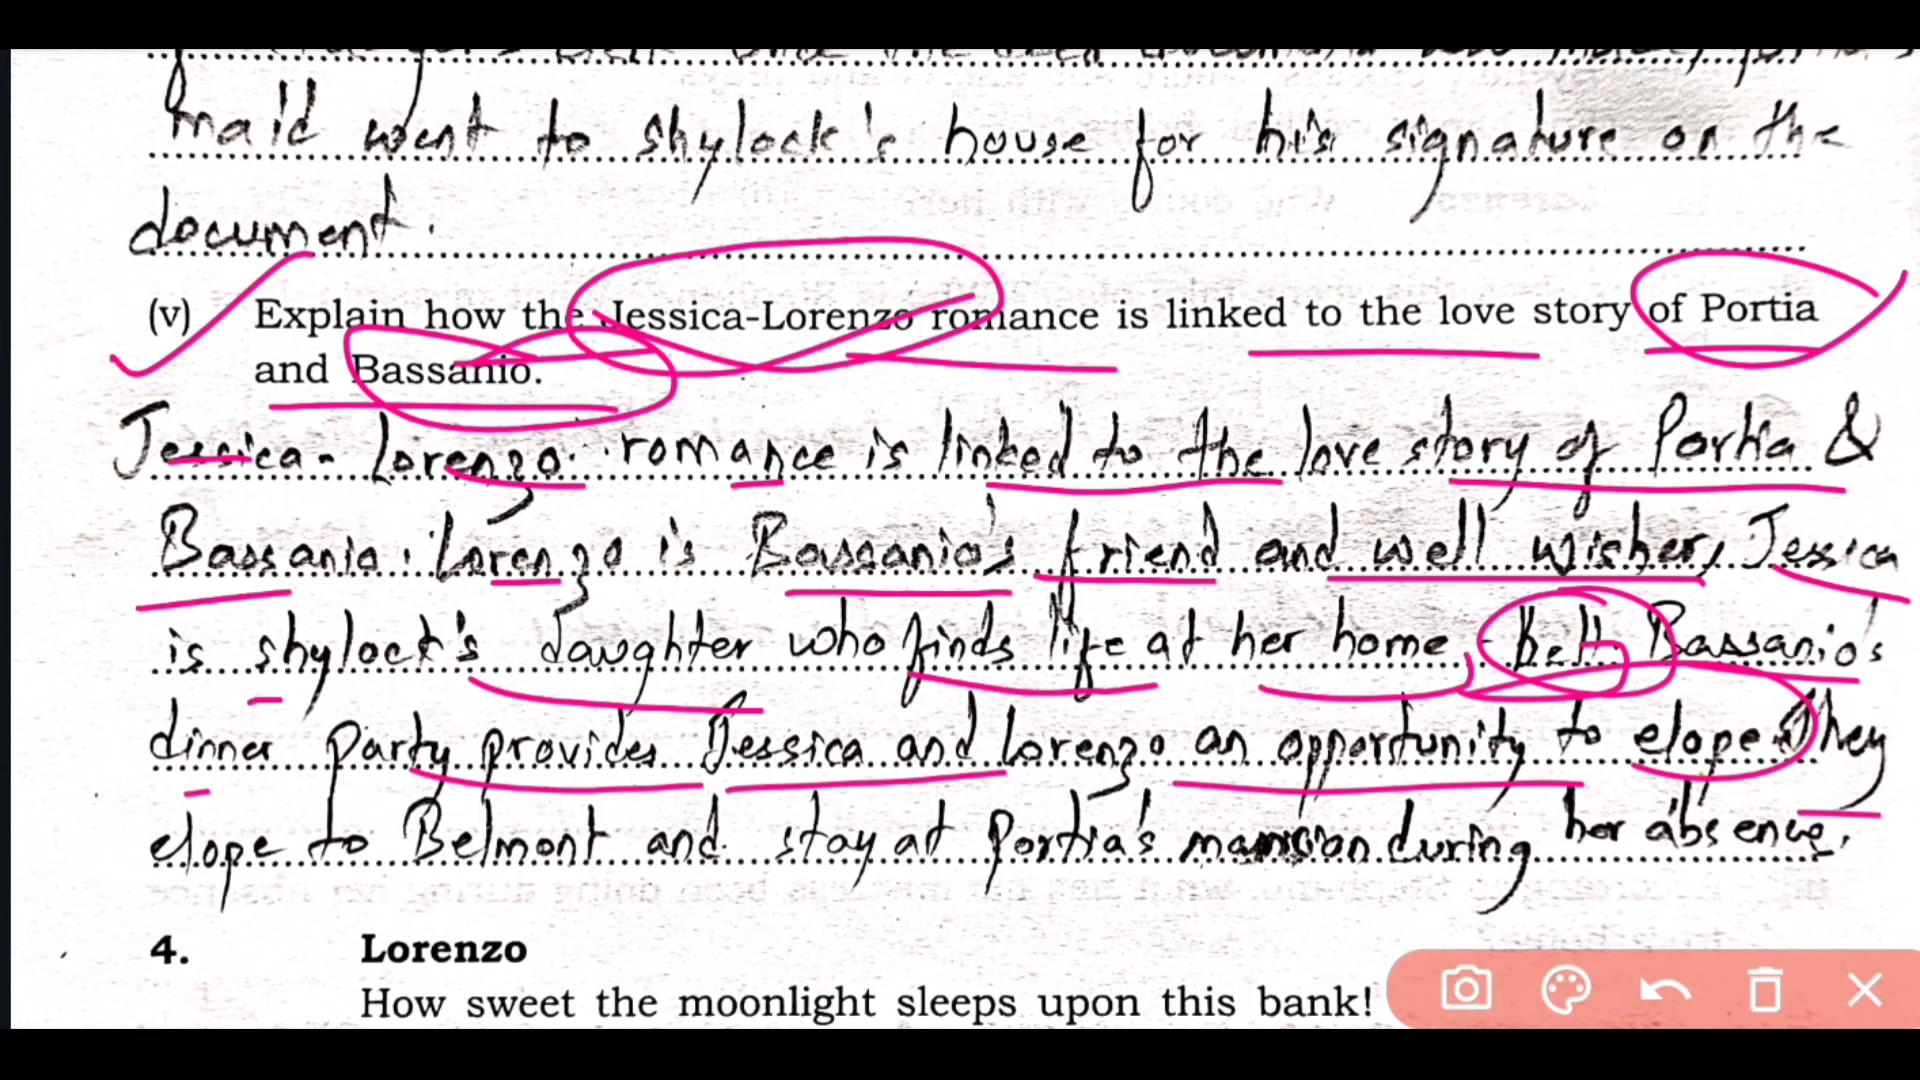 maid went to shylock's house for his signature on the
document.
(v) Explain how the Jessica-Lorenzo romance is linked to the love story of Portia
and Bassanio.
Jessica - Lorenzo romance is linked to the love story of Portia &
Bassanio. Lorenzo is Bassanio's friend and well wisher, Jessica
is shylock's daughter who finds life at her home hell. Bassanio's
dinner party provides Jessica and Lorenzo an opportunity to elope. They
elope to Belmont and stay at Portia's mansion during her absence.
4. Lorenzo
How sweet the moonlight sleeps upon this bank!